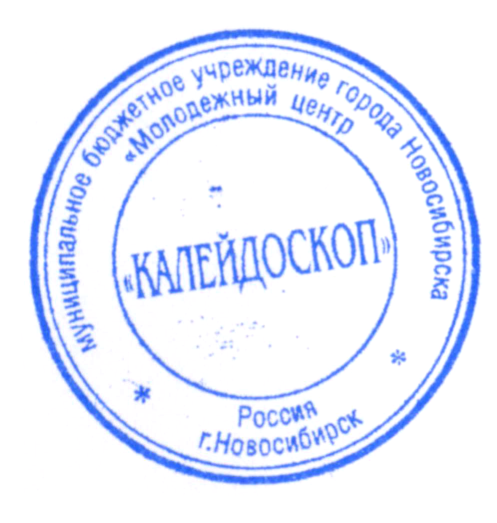 муниципальное бюджетное учреждение города Новосибирска
«Молодежный центр
«КАЛЕЙДОСКОП»
Россия
г.Новосибирск